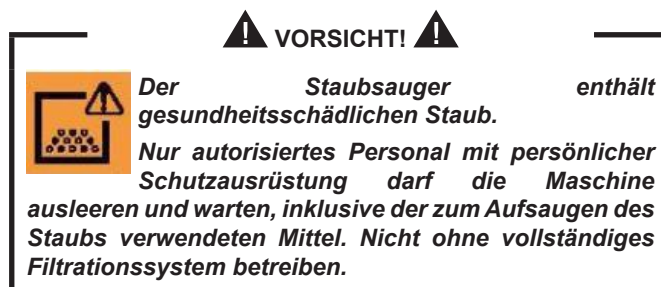 VORSICHT!
Der Staubsauger enthält
gesundheitsschädlichen Staub.
Nur autorisiertes Personal mit persönlicher
Schutzausrüstung darf die Maschine
ausleeren und warten, inklusive der zum Aufsaugen des
Staubs verwendeten Mittel. Nicht ohne vollständiges
Filtrationssystem betreiben.